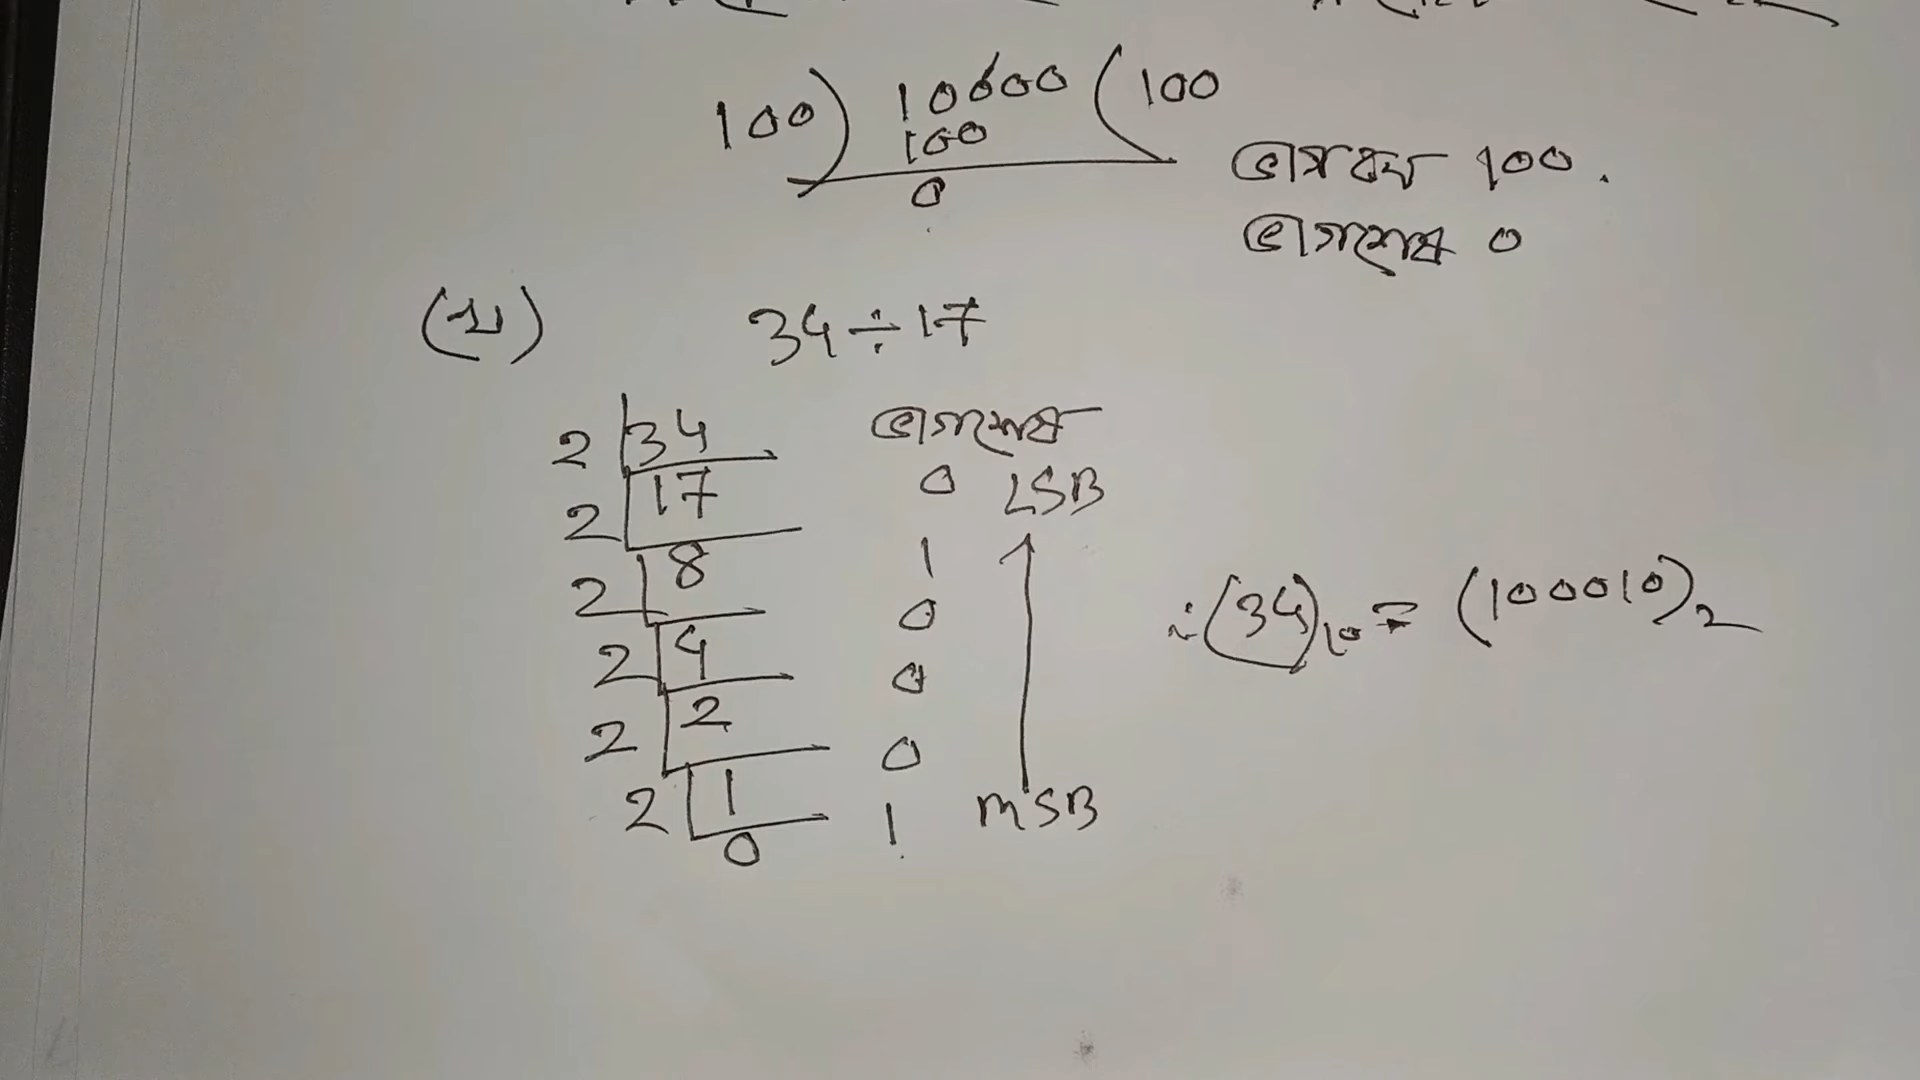 100) 10000 (100
100
0
ভাগফল 100.
ভাগশেষ 0
(খ) 34÷17
2 34 ভাগশেষ
2 17 0 LSB
2 8 1
2 4 0
2 2 0
2 1 0
0 1 MSB
∴(34)10 = (100010)2